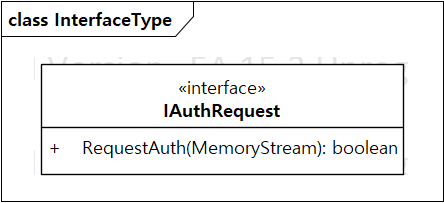 class InterfaceType
«interface»
IAuthRequest
+ RequestAuth(MemoryStream): boolean